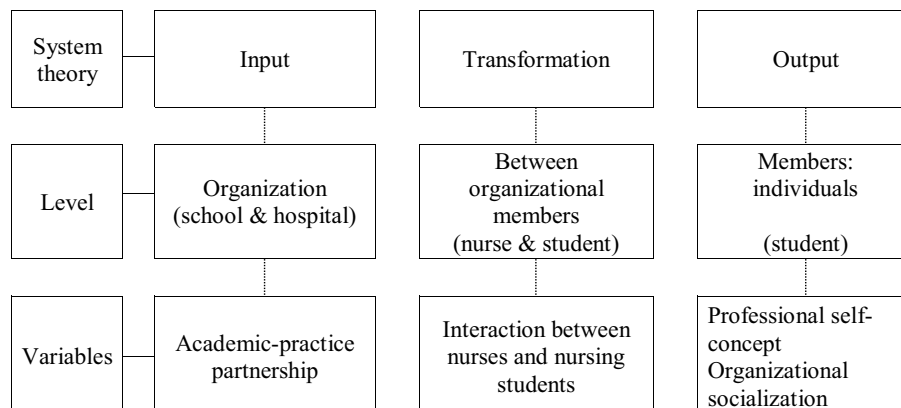 System
theory
Input
Transformation
Output
Level
Organization
(school & hospital)
Between
organizational
members
(nurse & student)
Members:
individuals
(student)
Variables
Academic-practice
partnership
Interaction between
nurses and nursing
students
Professional self-
concept
Organizational
socialization